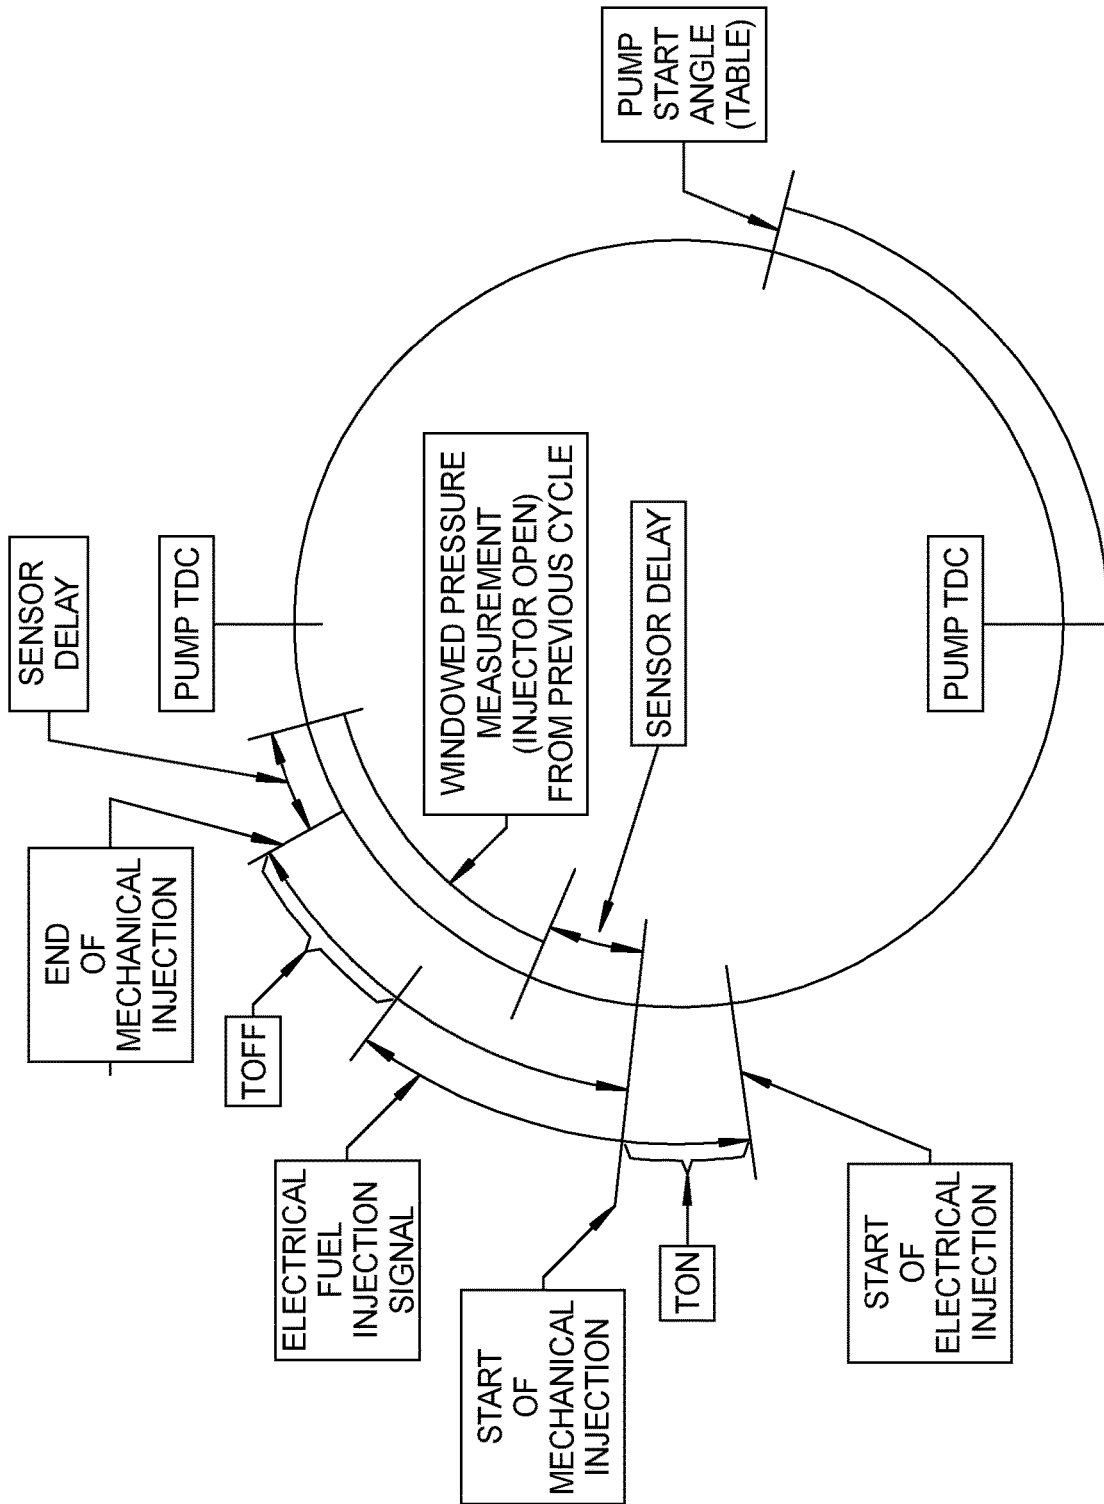 SENSOR
DELAY
PUMP TDC
END
OF
MECHANICAL
INJECTION
TOFF
ELECTRICAL
FUEL
INJECTION
SIGNAL
WINDOWED PRESSURE
MEASUREMENT
(INJECTOR OPEN)
FROM PREVIOUS CYCLE
SENSOR DELAY
PUMP
START
ANGLE
(TABLE)
START
OF
MECHANICAL
INJECTION
TON
START
OF
ELECTRICAL
INJECTION
PUMP TDC